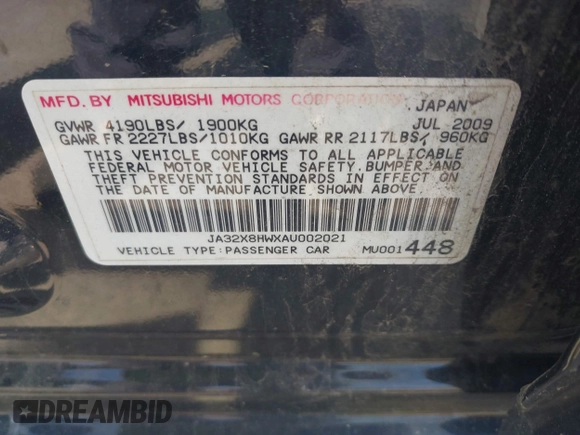 MFD. BY MITSUBISHI MOTORS CORPORATION, JAPAN
GVWR 4190LBS/ 1900KG JUL 2009
GAWR FR 2227LBS/1010KG GAWR RR 2117LBS/ 960KG
THIS VEHICLE CONFORMS TO ALL APPLICABLE
FEDERAL MOTOR VEHICLE SAFETY.BUMPER,AND
THEFT PREVENTION STANDARDS IN EFFECT ON
THE DATE OF MANUFACTURE SHOWN ABOVE.
JA32X8HWXAU002021
VEHICLE TYPE:PASSENGER CAR MU001448
DREAMBID